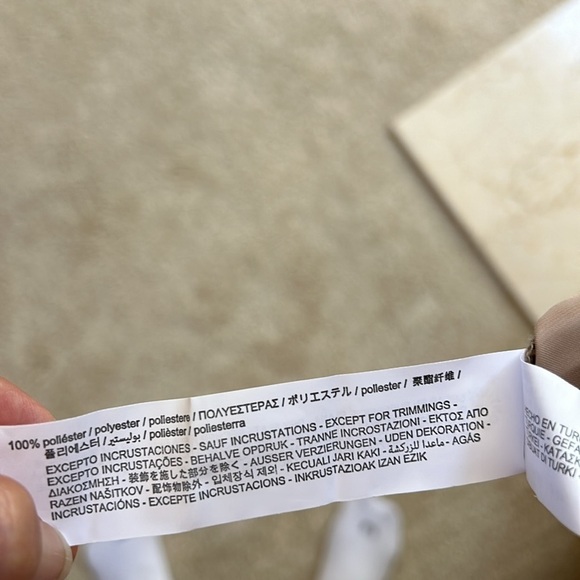 100% poliéster / polyester / poliestere / ΠΟΛΥΕΣΤΕΡΑΣ / ポリエステル / poliester / 聚酯纤维 /
폴리에스터 / بوليستر / polièster / poliesterra
EXCEPTO INCRUSTACIONES - SAUF INCRUSTATIONS - EXCEPT FOR TRIMMINGS -
EXCEPTO INCRUSTAÇÕES - BEHALVE OPDRUK - TRANNE INCROSTAZIONI - ΕΚΤΟΣ ΑΠΟ
ΔΙΑΚΟΣΜΗΣΗ - 装飾を施した部分を除く - AUSSER VERZIERUNGEN - UDEN DEKORATION -
RAZEN NAŠITKOV - 配饰物除外 - 입체장식 제외 - KECUALI JARI KAKI - ماعدا الزركشة - AGÁS
INCRUSTACIÓNS - EXCEPTE INCRUSTACIONS - INKRUSTAZIOAK IZAN EZIK